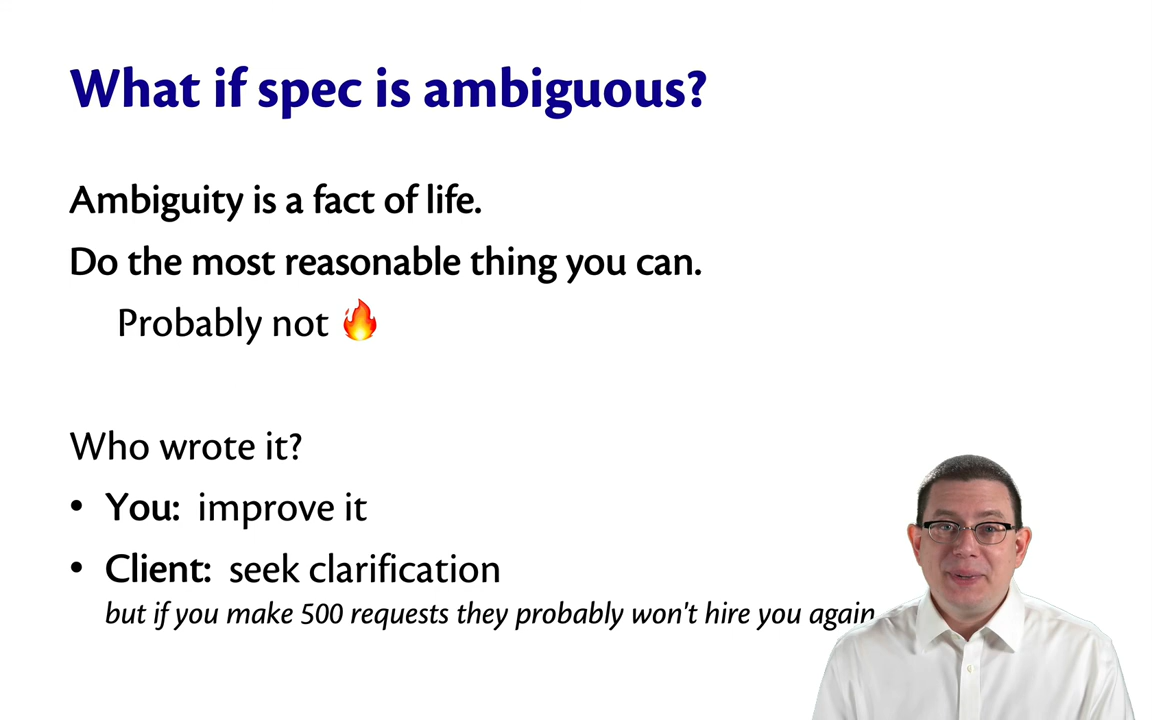 What if spec is ambiguous?
Ambiguity is a fact of life.
Do the most reasonable thing you can.
Probably not 🔥
Who wrote it?
• You: improve it
• Client: seek clarification
but if you make 500 requests they probably won't hire you again